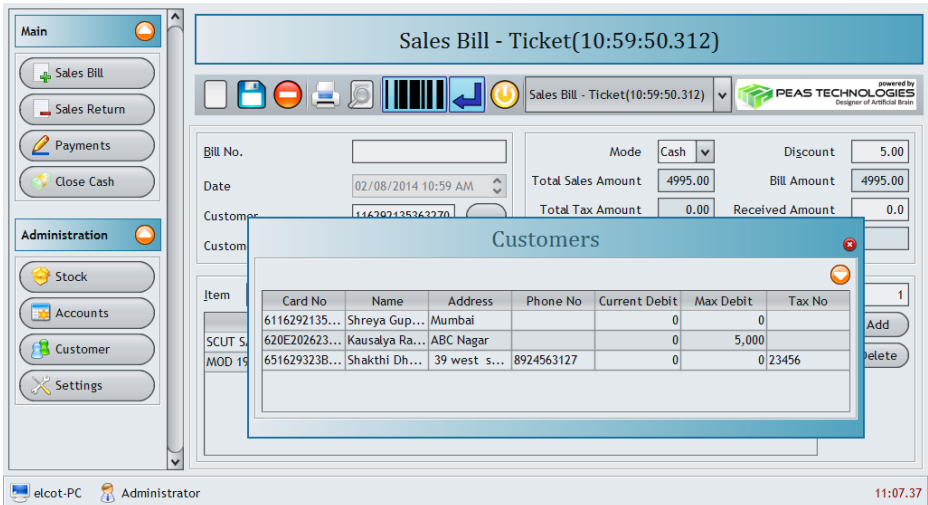 Main
Sales Bill
Sales Return
Payments
Close Cash
Administration
Stock
Accounts
Customer
Settings
Sales Bill - Ticket(10:59:50.312)
Sales Bill - Ticket(10:59:50.312)
powered by
PEAS TECHNOLOGIES
Designer of Artificial Brain
Bill No.
Date 02/08/2014 10:59 AM
Customer 116292135363270
Custom
Mode Cash Discount 5.00
Total Sales Amount 4995.00 Bill Amount 4995.00
Total Tax Amount 0.00 Received Amount 0.0
Item 1
Add
SCUT S
MOD 19
Customers
Card No Name Address Phone No Current Debit Max Debit Tax No
6116292135... Shreya Gup... Mumbai 0 0
620E202623... Kausalya Ra... ABC Nagar 0 5,000
651629323B... Shakthi Dh... 39 west s... 8924563127 0 0 23456
elcot-PC Administrator 11.07.37